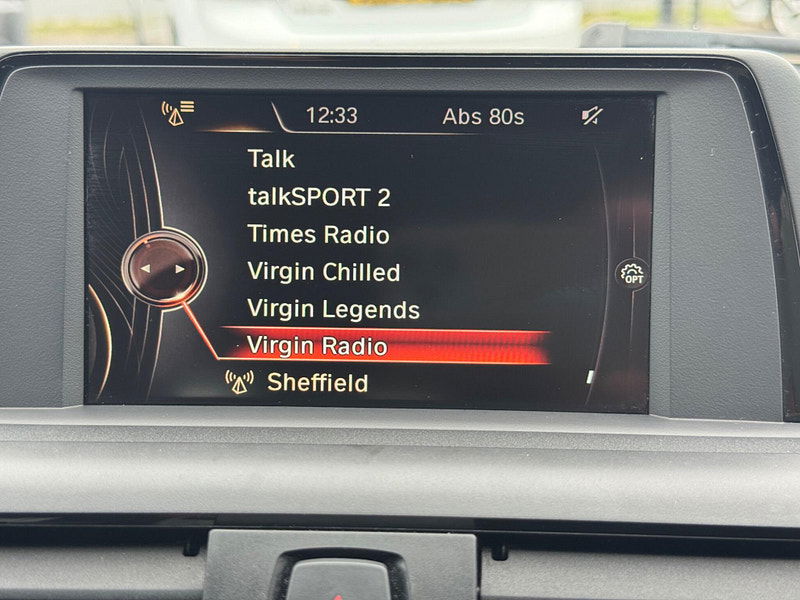 12:33 Abs 80s
Talk
talkSPORT 2
Times Radio
Virgin Chilled
OPT
Virgin Legends
Virgin Radio
Sheffield